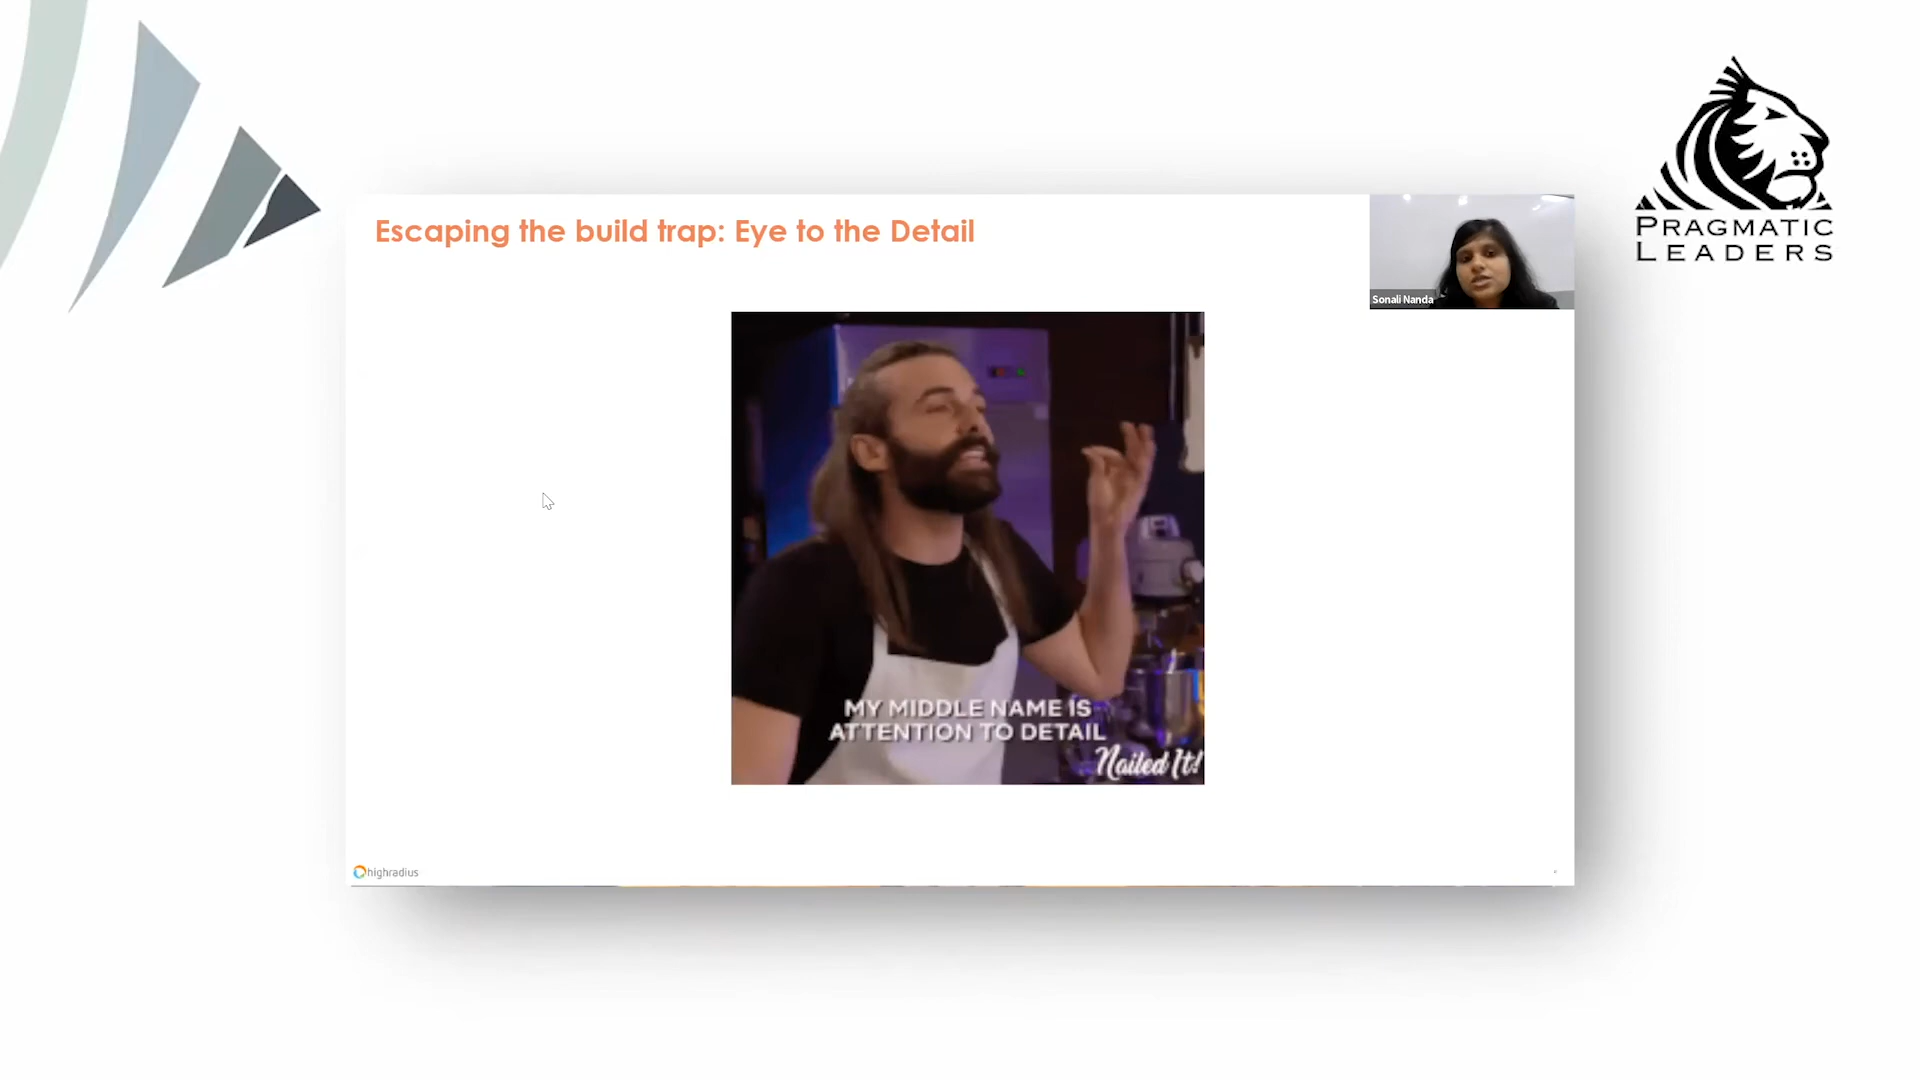 Escaping the build trap: Eye to the Detail
Sonali Nanda
PRAGMATIC
LEADERS
MY MIDDLE NAME IS
ATTENTION TO DETAIL
Nailed It!
highradius